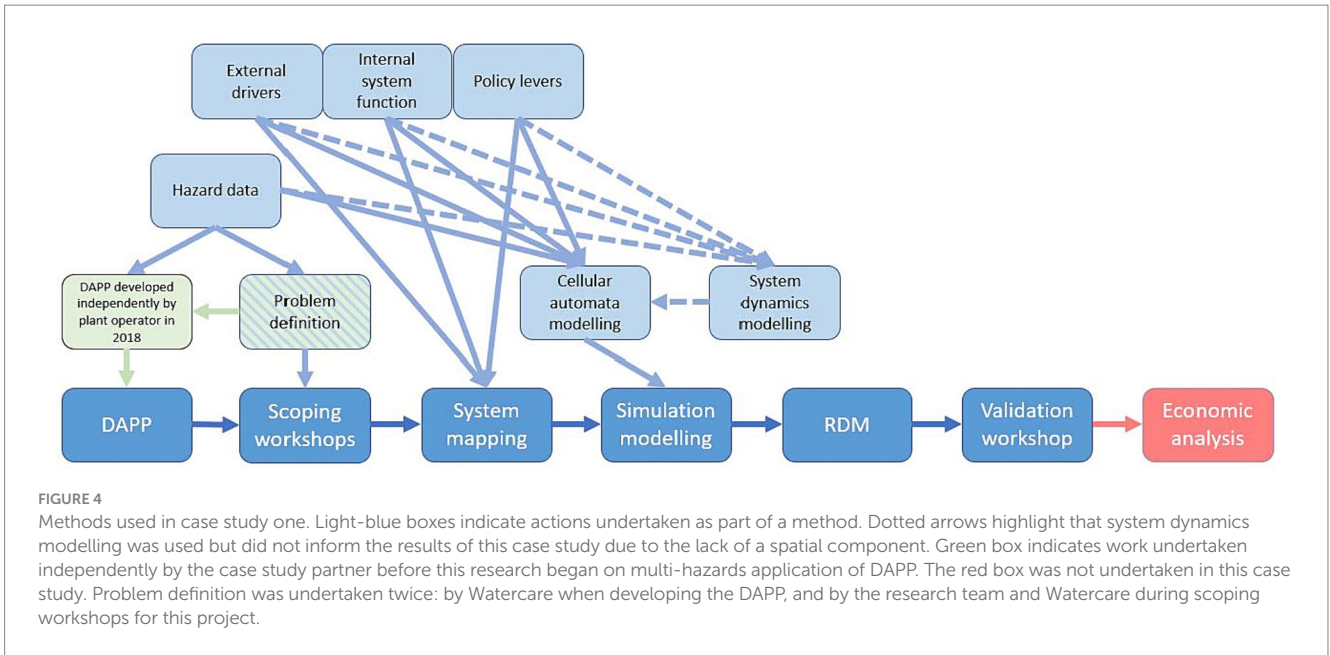 External
drivers
Internal
system
function
Policy levers
Hazard data
DAPP developed
independently by
plant operator in
2018
Problem
definition
Cellular
automata
modelling
System
dynamics
modelling
DAPP
Scoping
workshops
System
mapping
Simulation
modelling
RDM
Validation
workshop
Economic
analysis
FIGURE 4
Methods used in case study one. Light-blue boxes indicate actions undertaken as part of a method. Dotted arrows highlight that system dynamics
modelling was used but did not inform the results of this case study due to the lack of a spatial component. Green box indicates work undertaken
independently by the case study partner before this research began on multi-hazards application of DAPP. The red box was not undertaken in this case
study. Problem definition was undertaken twice: by Watercare when developing the DAPP, and by the research team and Watercare during scoping
workshops for this project.